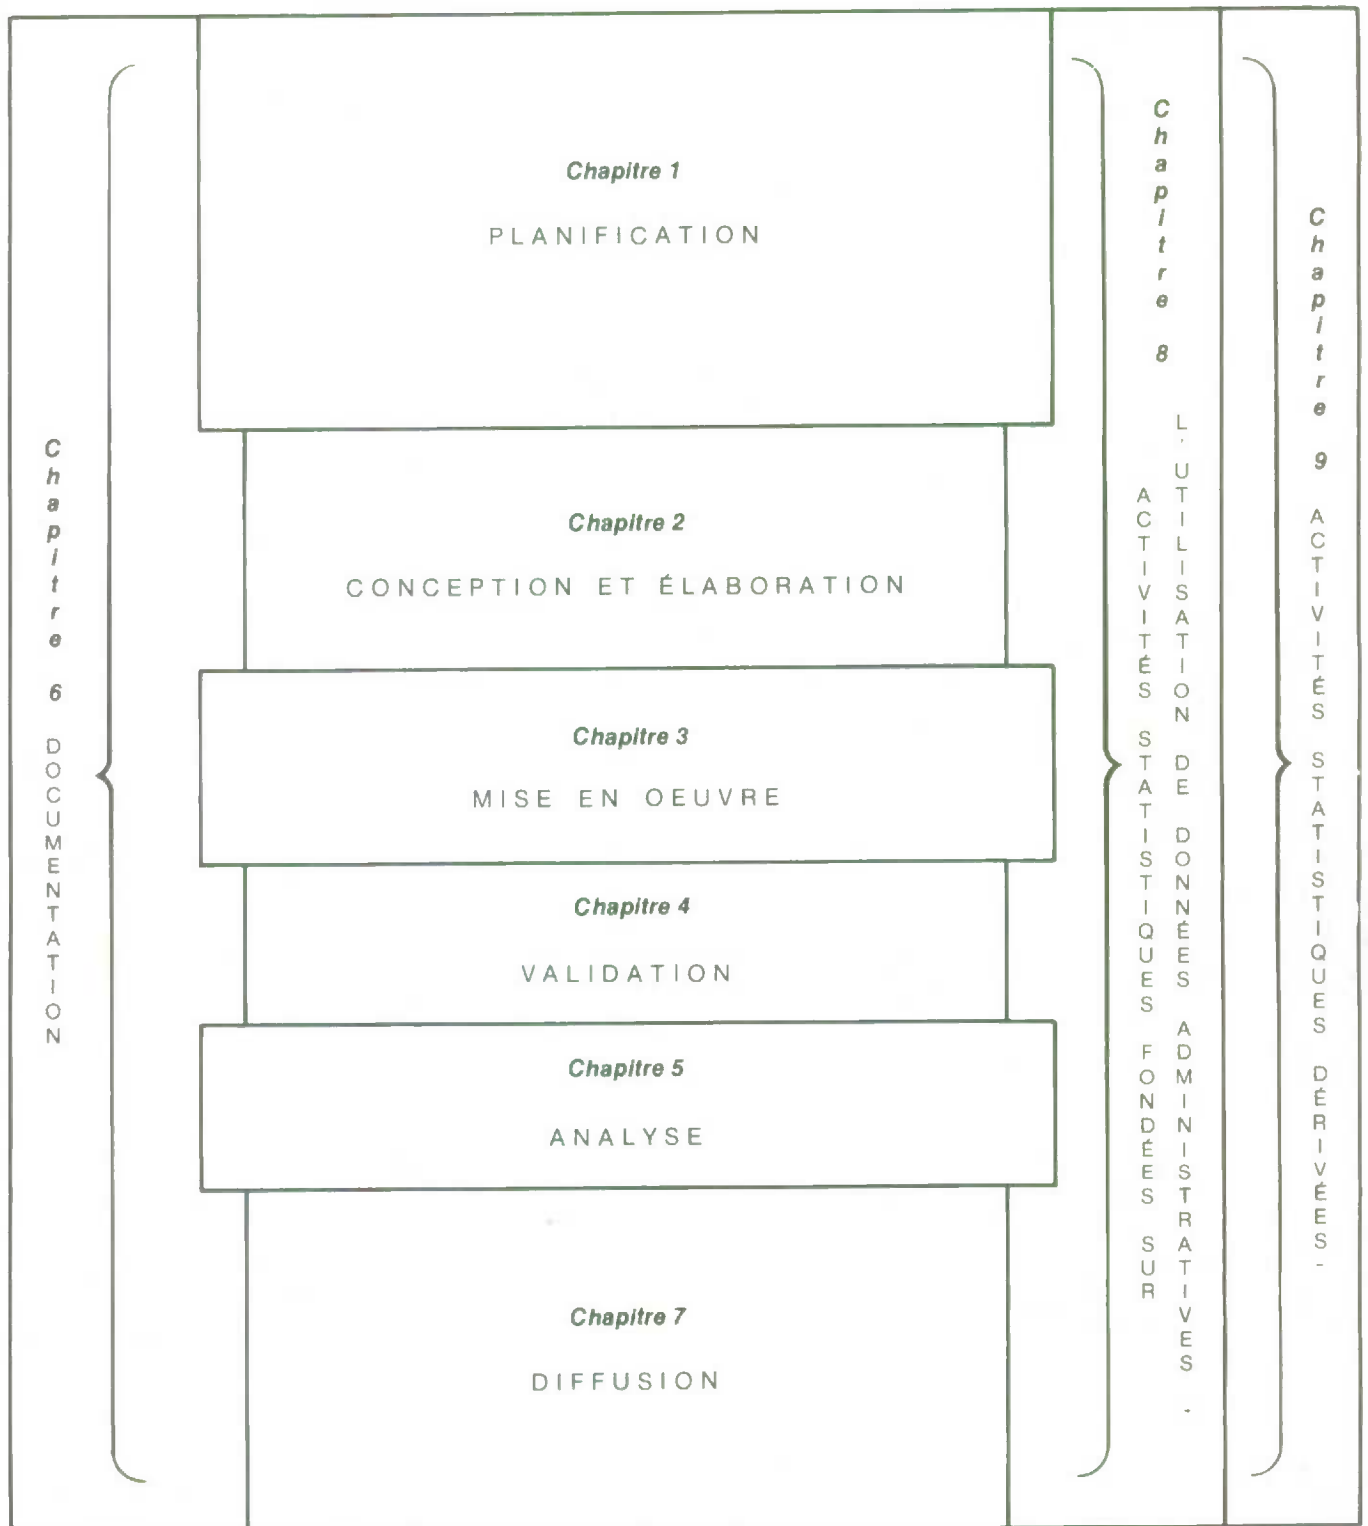 Chapitre 6 DOCUMENTATION
Chapitre 1
PLANIFICATION
Chapitre 2
CONCEPTION ET ÉLABORATION
Chapitre 3
MISE EN OEUVRE
Chapitre 4
VALIDATION
Chapitre 5
ANALYSE
Chapitre 7
DIFFUSION
Chapitre 8
ACTIVITÉS STATISTIQUES FONDÉES SUR
L'UTILISATION DE DONNÉES ADMINISTRATIVES -
Chapitre 9 ACTIVITÉS STATISTIQUES DÉRIVÉES-
-